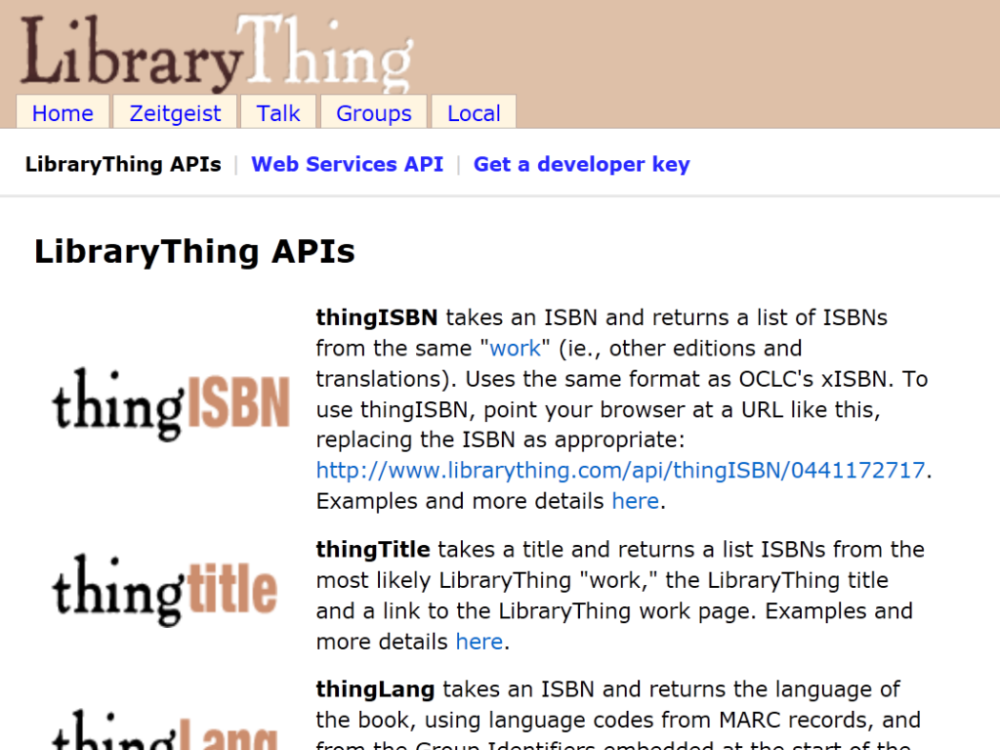 LibraryThing
Home
Zeitgeist
Talk
Groups
Local
LibraryThing APIs | Web Services API | Get a developer key
LibraryThing APIs
thingISBN
thingISBN takes an ISBN and returns a list of ISBNs
from the same "work" (ie., other editions and
translations). Uses the same format as OCLC's xISBN. To
use thingISBN, point your browser at a URL like this,
replacing the ISBN as appropriate:
http://www.librarything.com/api/thingISBN/0441172717.
Examples and more details here.
thingtitle
thingTitle takes a title and returns a list ISBNs from the
most likely LibraryThing "work," the LibraryThing title
and a link to the LibraryThing work page. Examples and
more details here.
thingLang
thingLang takes an ISBN and returns the language of
the book, using language codes from MARC records, and
from the Group Identifiers embedded at the start of the